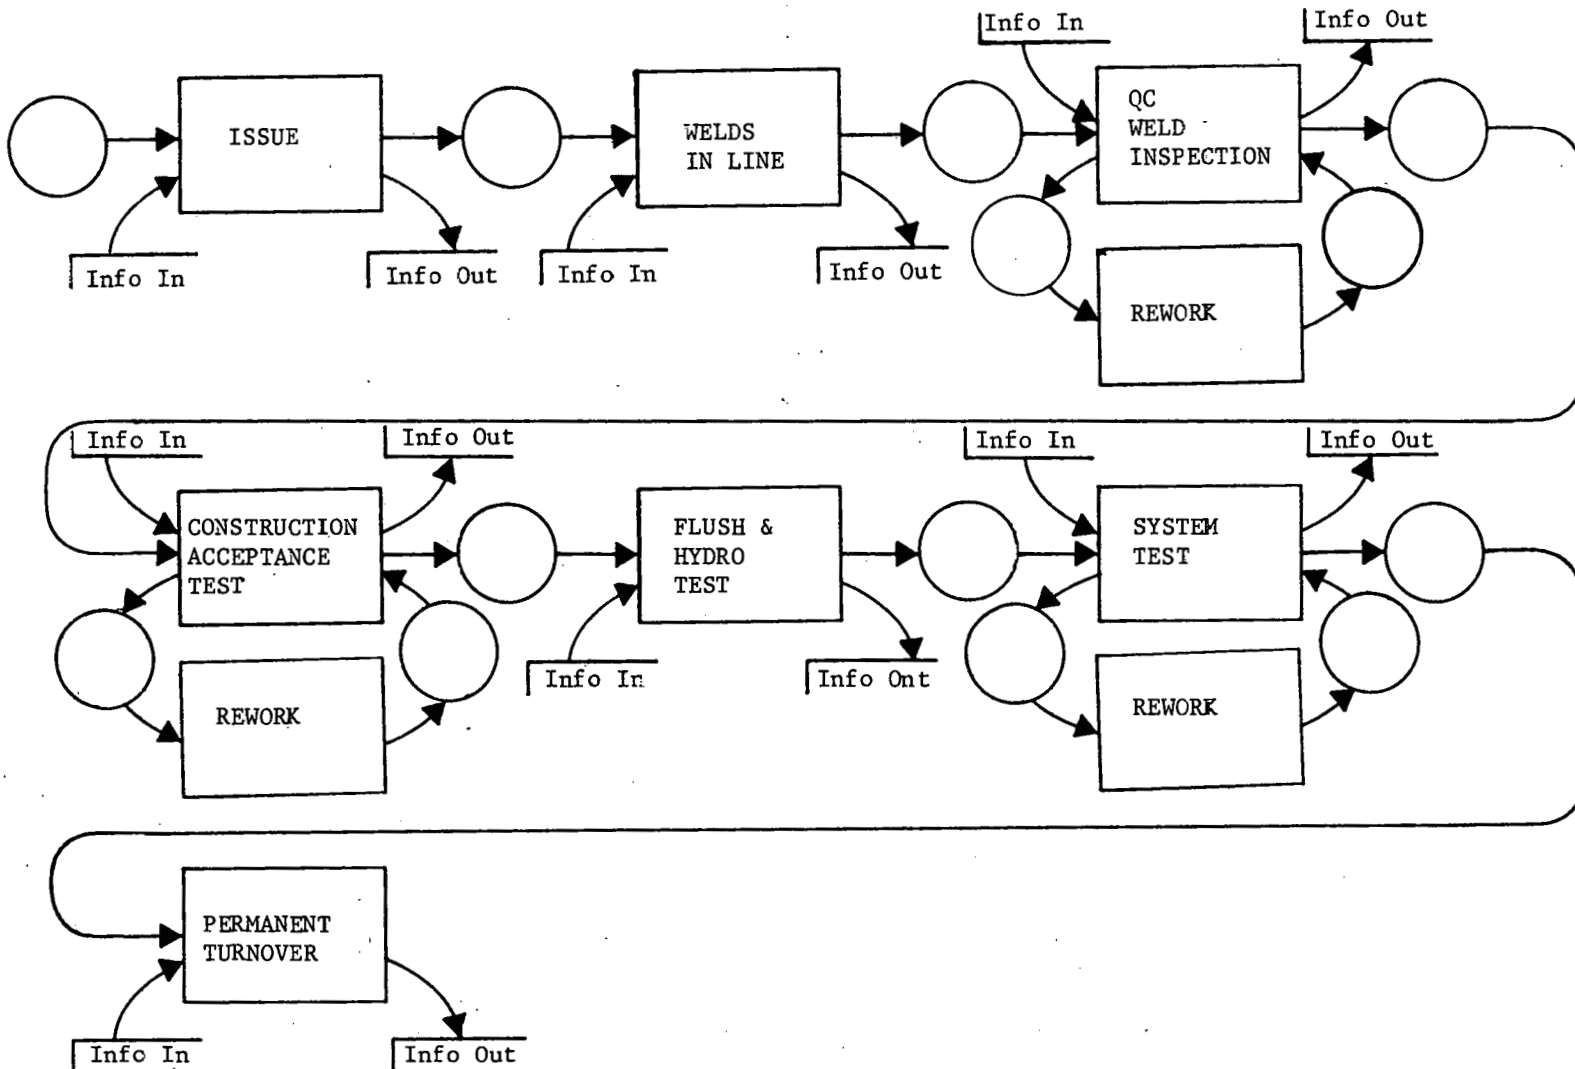 Info In
Info Out
ISSUE
WELDS
IN LINE
QC
WELD
INSPECTION
Info In
Info Out
Info In
Info Out
REWORK
Info In
Info Out
Info In
Info Out
CONSTRUCTION
ACCEPTANCE
TEST
FLUSH &
HYDRO
TEST
SYSTEM
TEST
Info In
Info Ont
REWORK
REWORK
PERMANENT
TURNOVER
Info In
Info Out